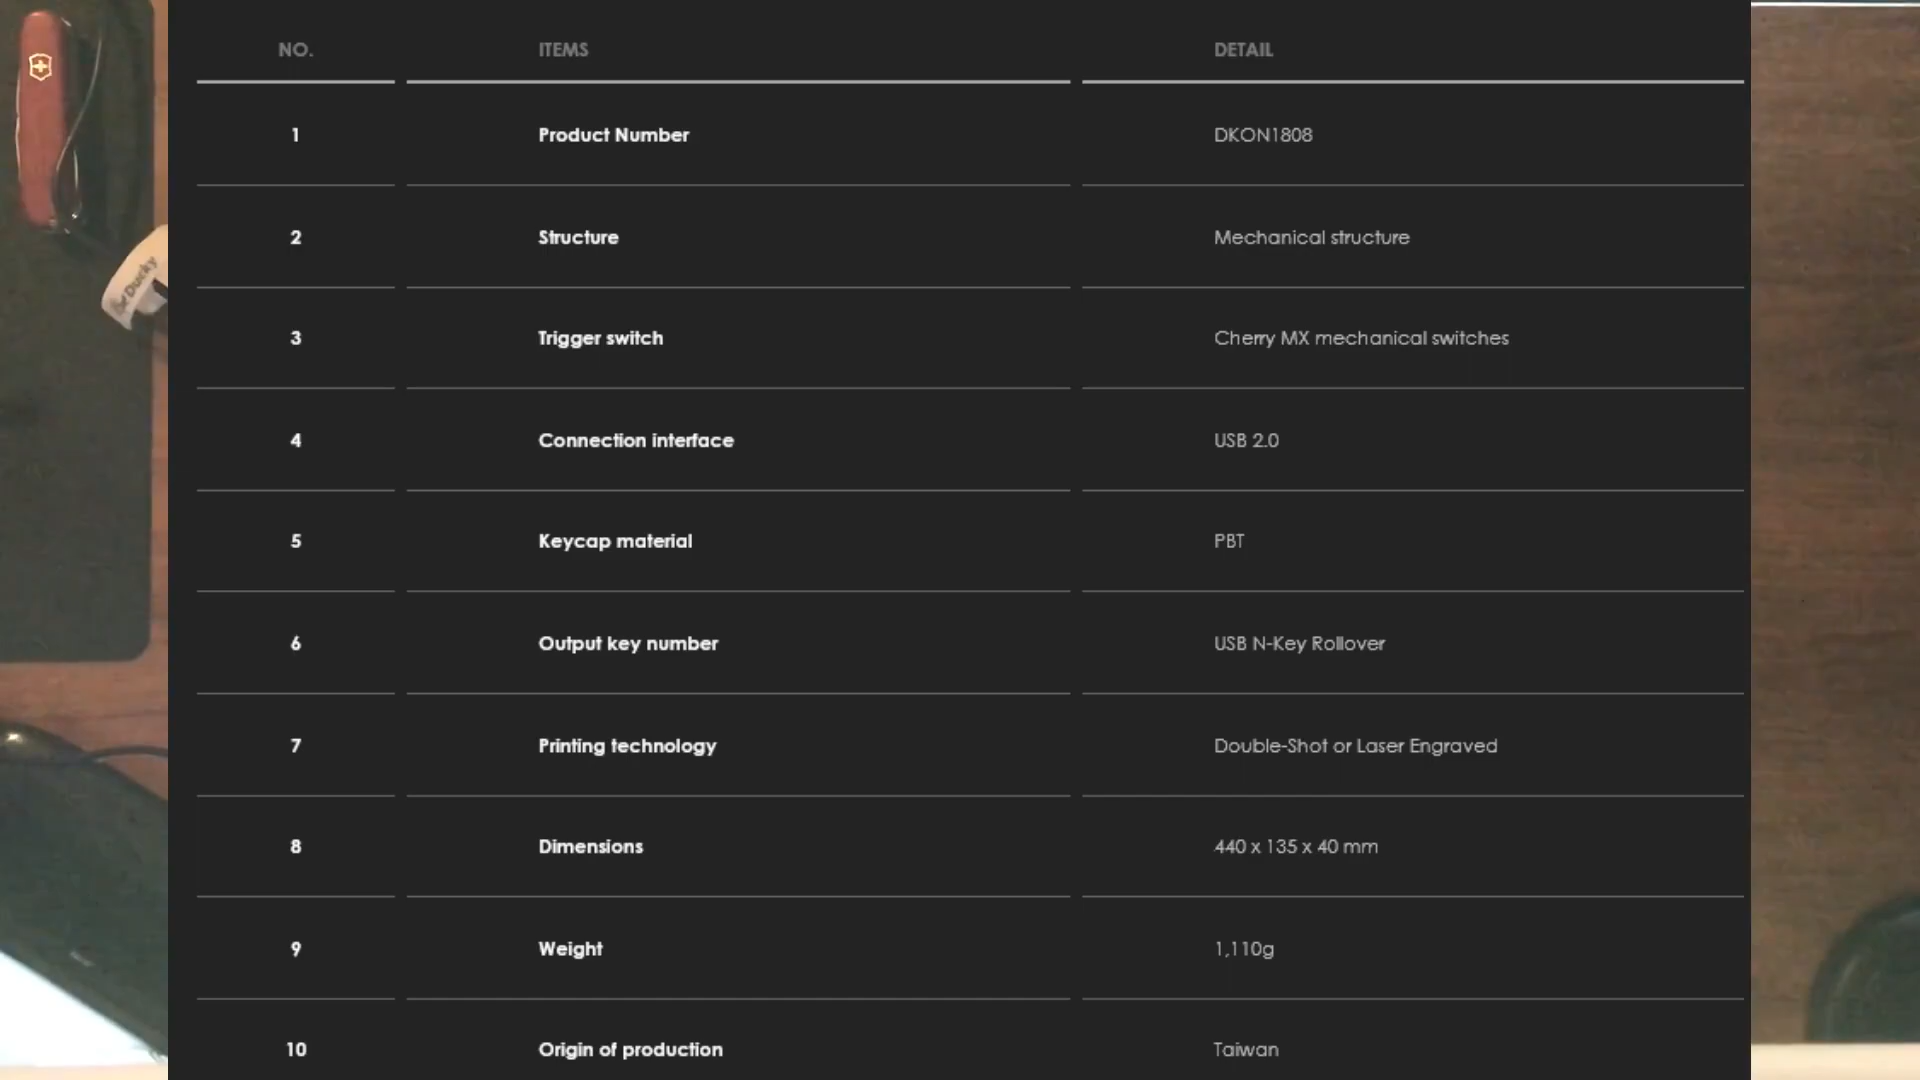 NO. ITEMS DETAIL
1 Product Number DKON1808
2 Structure Mechanical structure
3 Trigger switch Cherry MX mechanical switches
4 Connection interface USB 2.0
5 Keycap material PBT
6 Output key number USB N-Key Rollover
7 Printing technology Double-Shot or Laser Engraved
8 Dimensions 440 x 135 x 40 mm
9 Weight 1,110g
10 Origin of production Taiwan
Ducky